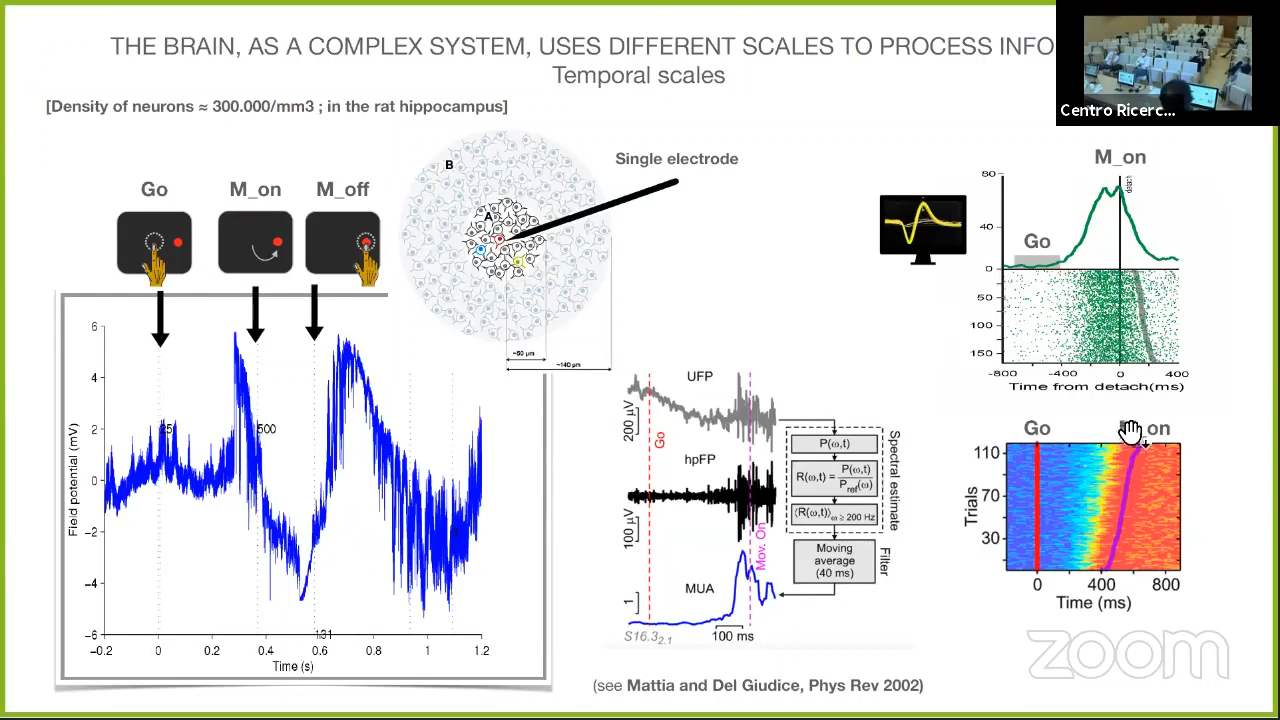 THE BRAIN, AS A COMPLEX SYSTEM, USES DIFFERENT SCALES TO PROCESS INFO
Temporal scales
[Density of neurons ≈ 300.000/mm3 ; in the rat hippocampus]
Centro Ricerc...
Go
M_on
M_off
B
A
Single electrode
~50 µm
~140 µm
6
4
2
0
−2
−4
−6
Field potential (mV)
500
131
−0.2
0
0.2
0.4
0.6
0.8
1
1.2
Time (s)
UFP
200 µV
Go
hpFP
100 µV
Mov. On
MUA
1
S16.3₂.₁
100 ms
P(ω,t)
R(ω,t) = P(ω,t) / Pref(ω)
⟨R(ω,t)⟩ω ≥ 200 Hz
Spectral estimate
Moving
average
(40 ms)
Filter
(see Mattia and Del Giudice, Phys Rev 2002)
M_on
detach
Go
80
40
0
50
100
150
-800
-400
0
400
Time from detach(ms)
Go
_on
Trials
110
70
30
0
400
800
Time (ms)
zoom